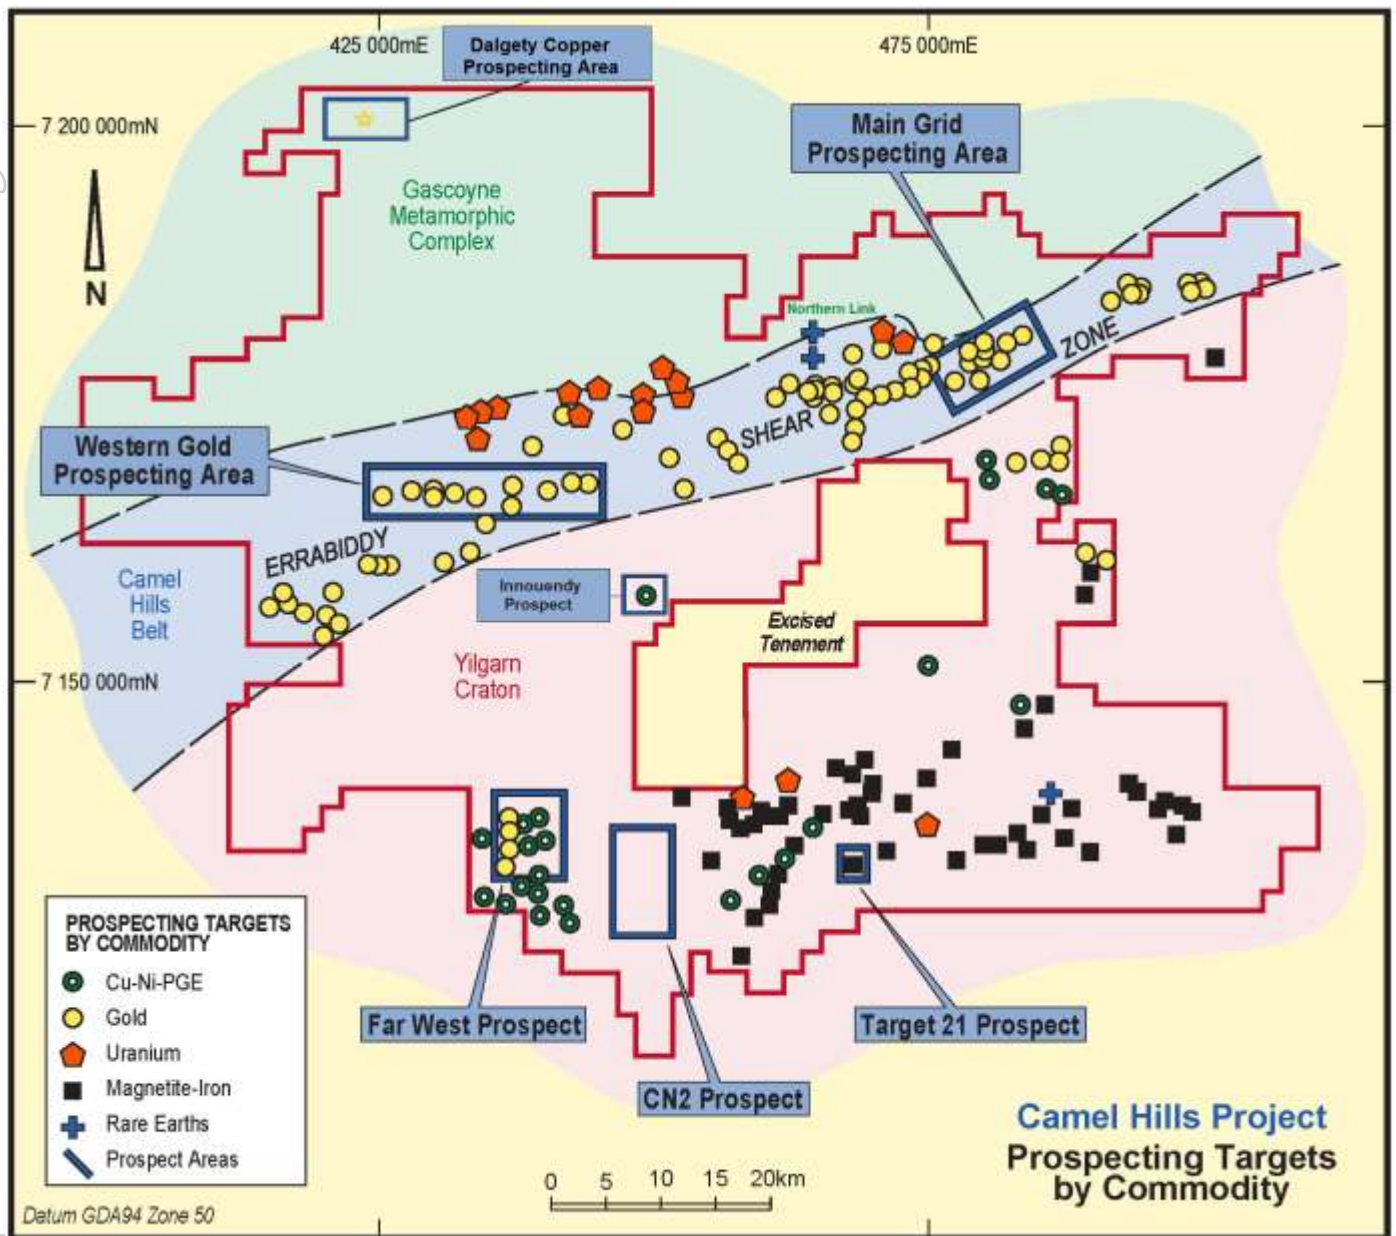 425 000mE
475 000mE
Dalgety Copper
Prospecting Area
7 200 000mN
Main Grid
Prospecting Area
Gascoyne
Metamorphic
Complex
N
Northern Link
ZONE
SHEAR
Western Gold
Prospecting Area
ERRABIDDY
Camel
Hills
Belt
Innouendy
Prospect
Excised
Tenement
Yilgarn
Craton
7 150 000mN
PROSPECTING TARGETS
BY COMMODITY
Cu-Ni-PGE
Gold
Uranium
Magnetite-Iron
Rare Earths
Prospect Areas
Far West Prospect
Target 21 Prospect
CN2 Prospect
Camel Hills Project
Prospecting Targets
by Commodity
0 5 10 15 20km
Datum GDA94 Zone 50